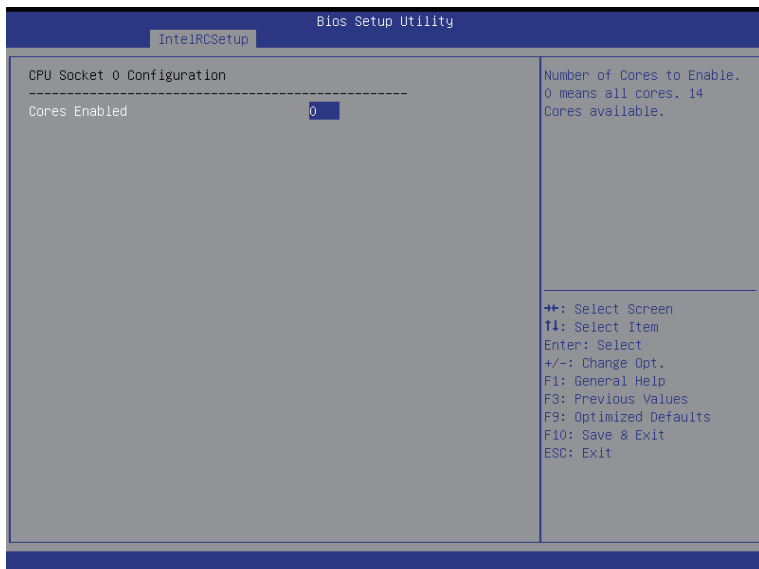 Bios Setup Utility
IntelRCSetup
CPU Socket 0 Configuration
--------------------------------------------------
Cores Enabled 0
Number of Cores to Enable.
0 means all cores. 14
Cores available.
→←: Select Screen
↑↓: Select Item
Enter: Select
+/-: Change Opt.
F1: General Help
F3: Previous Values
F9: Optimized Defaults
F10: Save & Exit
ESC: Exit